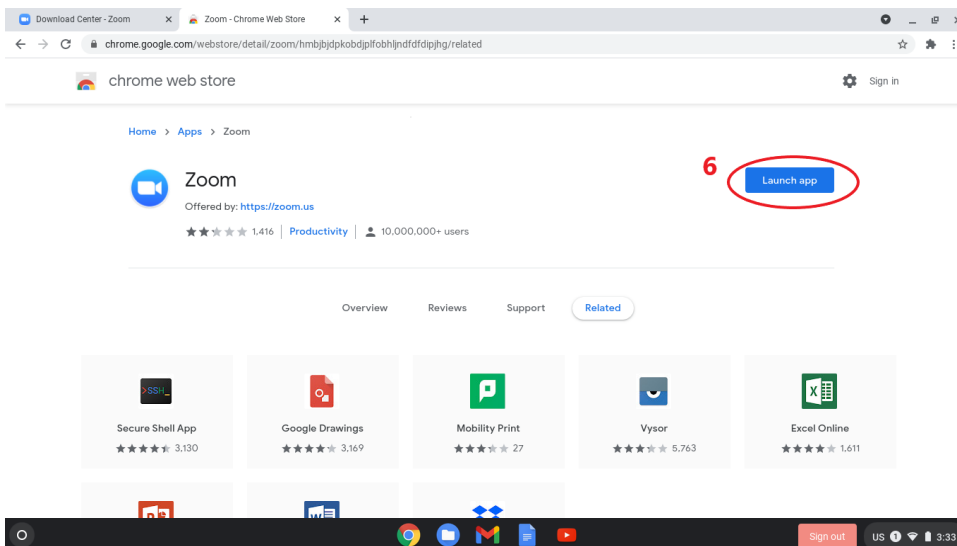 Download Center - Zoom
Zoom - Chrome Web Store
chrome.google.com/webstore/detail/zoom/hmbjbjdpkobdjplfobhljndfdfdipjhg/related
chrome web store
Sign in
Home > Apps > Zoom
Zoom
6
Launch app
Offered by: https://zoom.us
1,416 | Productivity | 10,000,000+ users
Overview Reviews Support Related
>SSH_
Secure Shell App
3,130
Google Drawings
3,169
Mobility Print
27
Vysor
5,763
X
Excel Online
1,611
Sign out
US 1 3:33